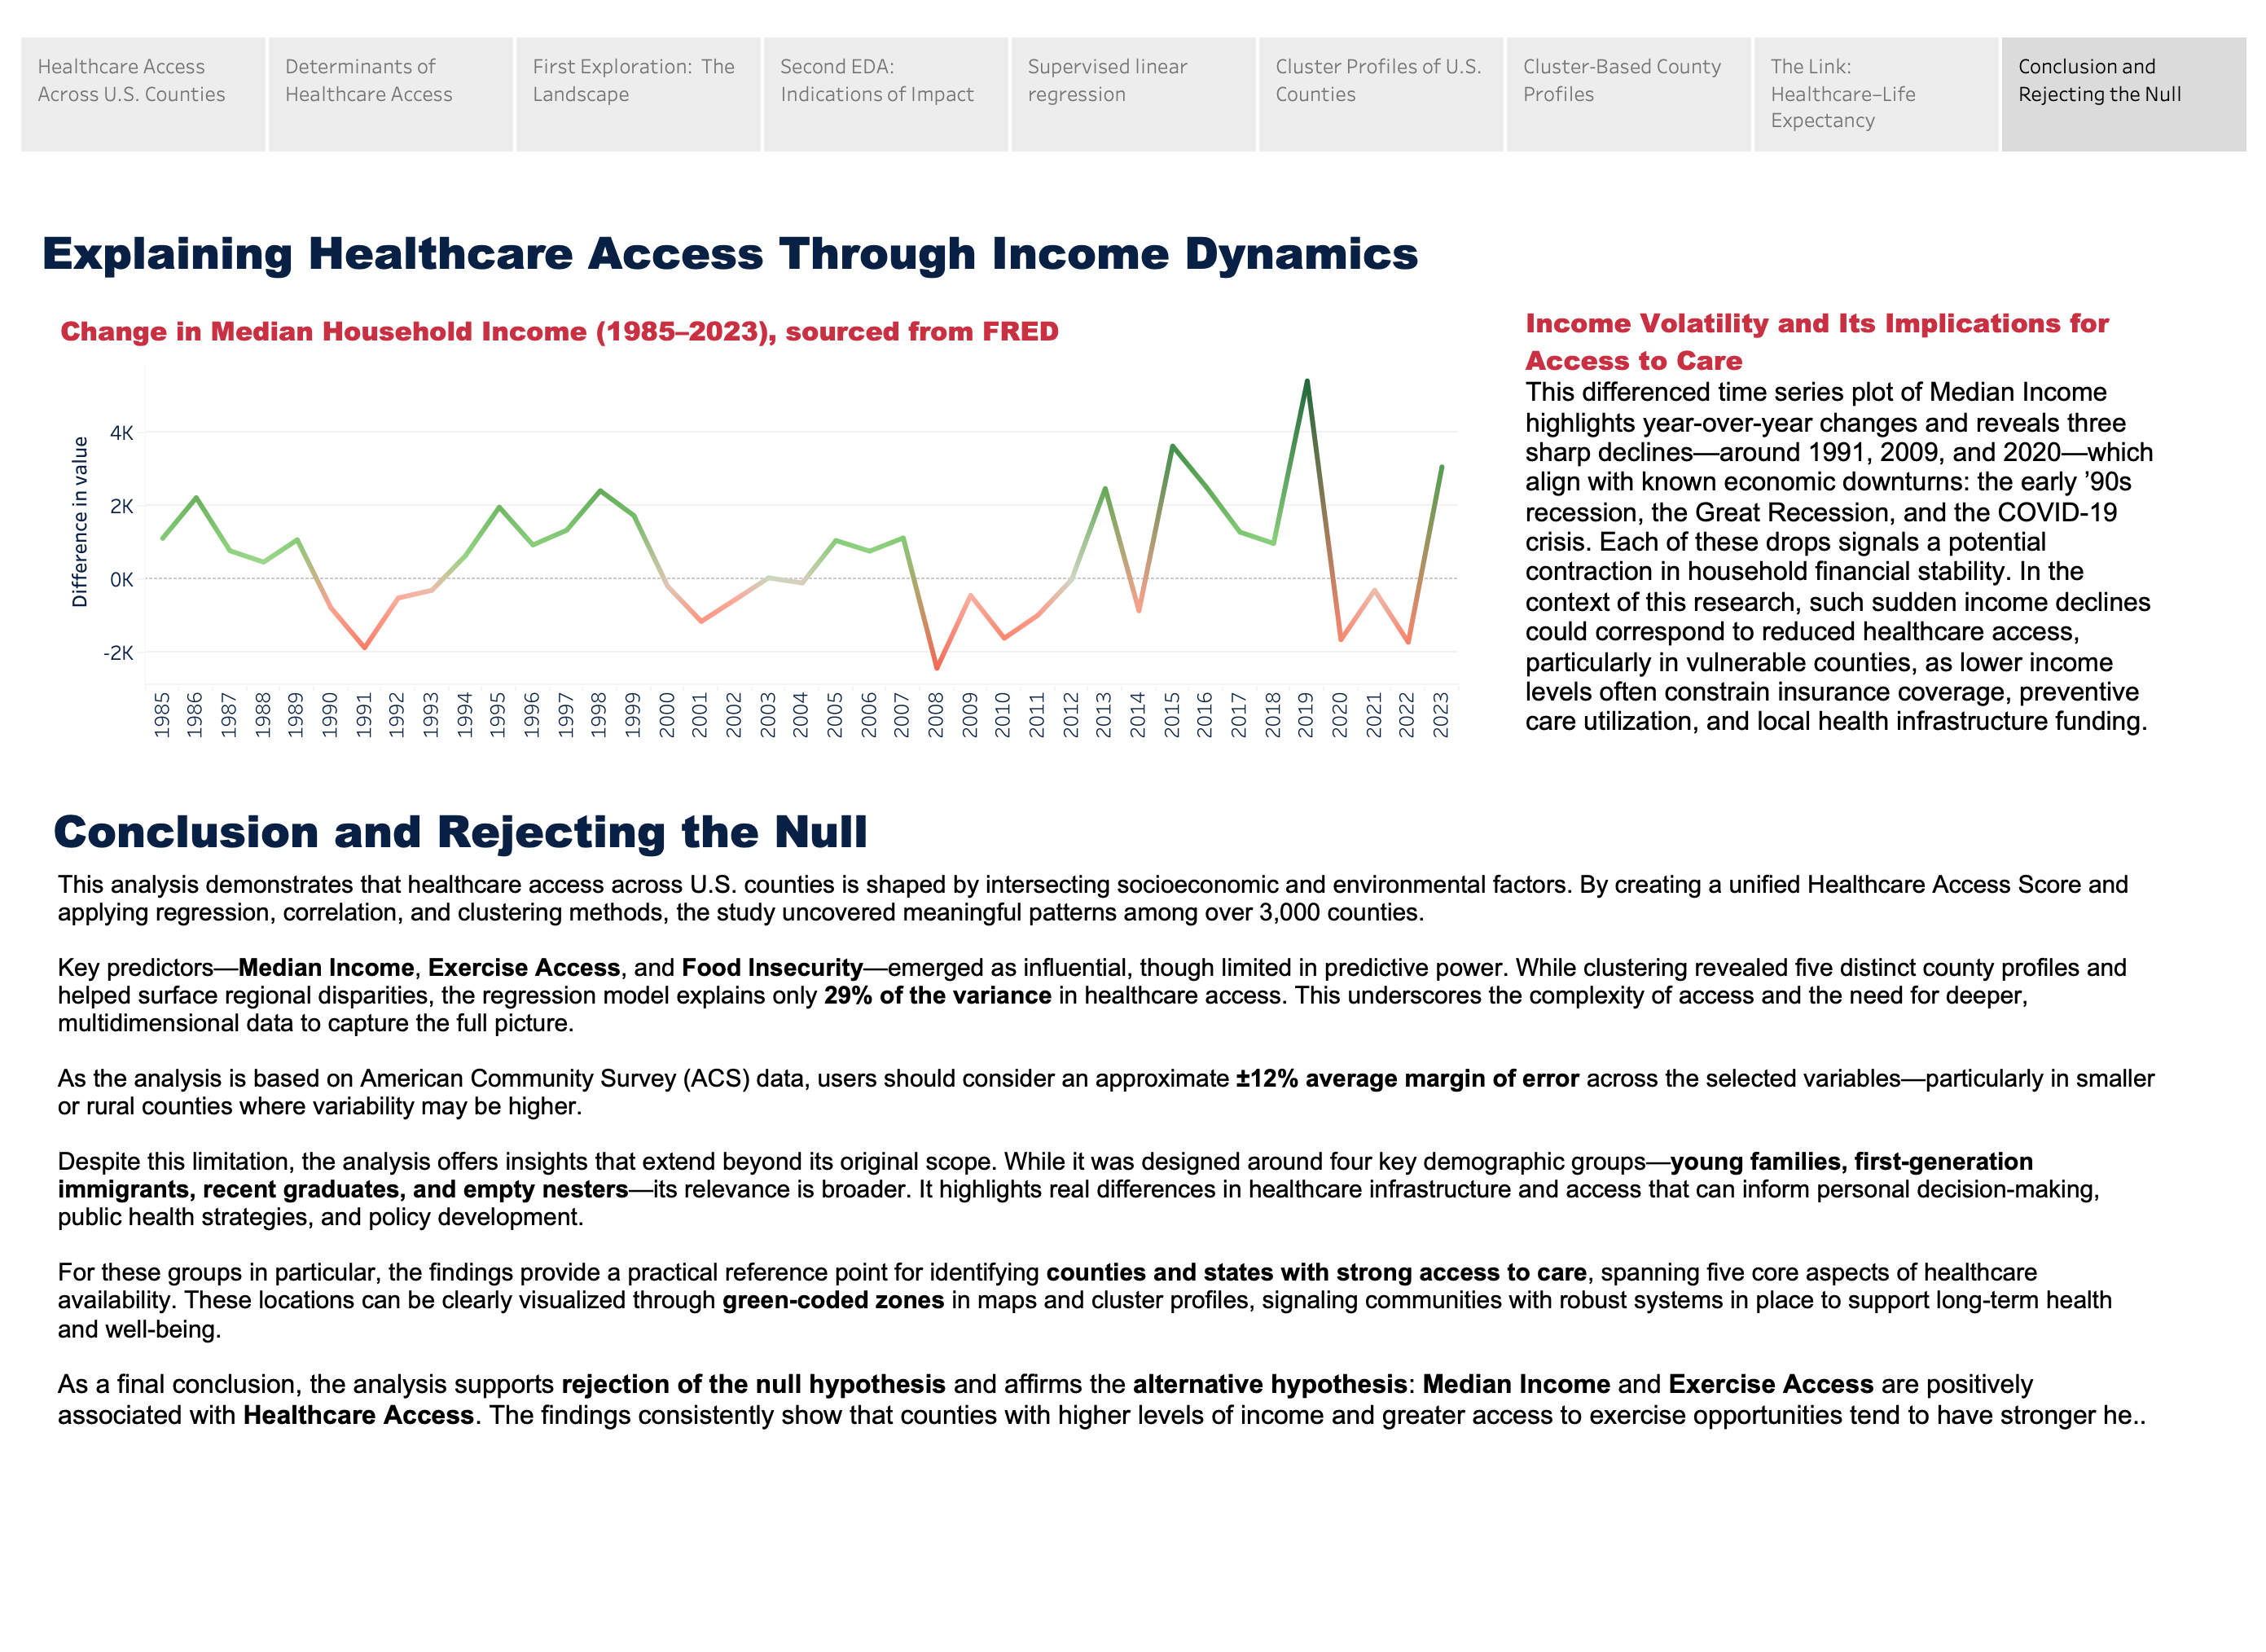 Healthcare Access
Across U.S. Counties
Determinants of
Healthcare Access
First Exploration: The
Landscape
Second EDA:
Indications of Impact
Supervised linear
regression
Cluster Profiles of U.S.
Counties
Cluster-Based County
Profiles
The Link:
Healthcare–Life
Expectancy
Conclusion and
Rejecting the Null
Explaining Healthcare Access Through Income Dynamics
Change in Median Household Income (1985–2023), sourced from FRED
Difference in value
4K
2K
0K
-2K
1985
1986
1987
1988
1989
1990
1991
1992
1993
1994
1995
1996
1997
1998
1999
2000
2001
2002
2003
2004
2005
2006
2007
2008
2009
2010
2011
2012
2013
2014
2015
2016
2017
2018
2019
2020
2021
2022
2023
Income Volatility and Its Implications for
Access to Care
This differenced time series plot of Median Income
highlights year-over-year changes and reveals three
sharp declines—around 1991, 2009, and 2020—which
align with known economic downturns: the early ’90s
recession, the Great Recession, and the COVID-19
crisis. Each of these drops signals a potential
contraction in household financial stability. In the
context of this research, such sudden income declines
could correspond to reduced healthcare access,
particularly in vulnerable counties, as lower income
levels often constrain insurance coverage, preventive
care utilization, and local health infrastructure funding.
Conclusion and Rejecting the Null
This analysis demonstrates that healthcare access across U.S. counties is shaped by intersecting socioeconomic and environmental factors. By creating a unified Healthcare Access Score and
applying regression, correlation, and clustering methods, the study uncovered meaningful patterns among over 3,000 counties.
Key predictors—Median Income, Exercise Access, and Food Insecurity—emerged as influential, though limited in predictive power. While clustering revealed five distinct county profiles and
helped surface regional disparities, the regression model explains only 29% of the variance in healthcare access. This underscores the complexity of access and the need for deeper,
multidimensional data to capture the full picture.
As the analysis is based on American Community Survey (ACS) data, users should consider an approximate ±12% average margin of error across the selected variables—particularly in smaller
or rural counties where variability may be higher.
Despite this limitation, the analysis offers insights that extend beyond its original scope. While it was designed around four key demographic groups—young families, first-generation
immigrants, recent graduates, and empty nesters—its relevance is broader. It highlights real differences in healthcare infrastructure and access that can inform personal decision-making,
public health strategies, and policy development.
For these groups in particular, the findings provide a practical reference point for identifying counties and states with strong access to care, spanning five core aspects of healthcare
availability. These locations can be clearly visualized through green-coded zones in maps and cluster profiles, signaling communities with robust systems in place to support long-term health
and well-being.
As a final conclusion, the analysis supports rejection of the null hypothesis and affirms the alternative hypothesis: Median Income and Exercise Access are positively
associated with Healthcare Access. The findings consistently show that counties with higher levels of income and greater access to exercise opportunities tend to have stronger he..